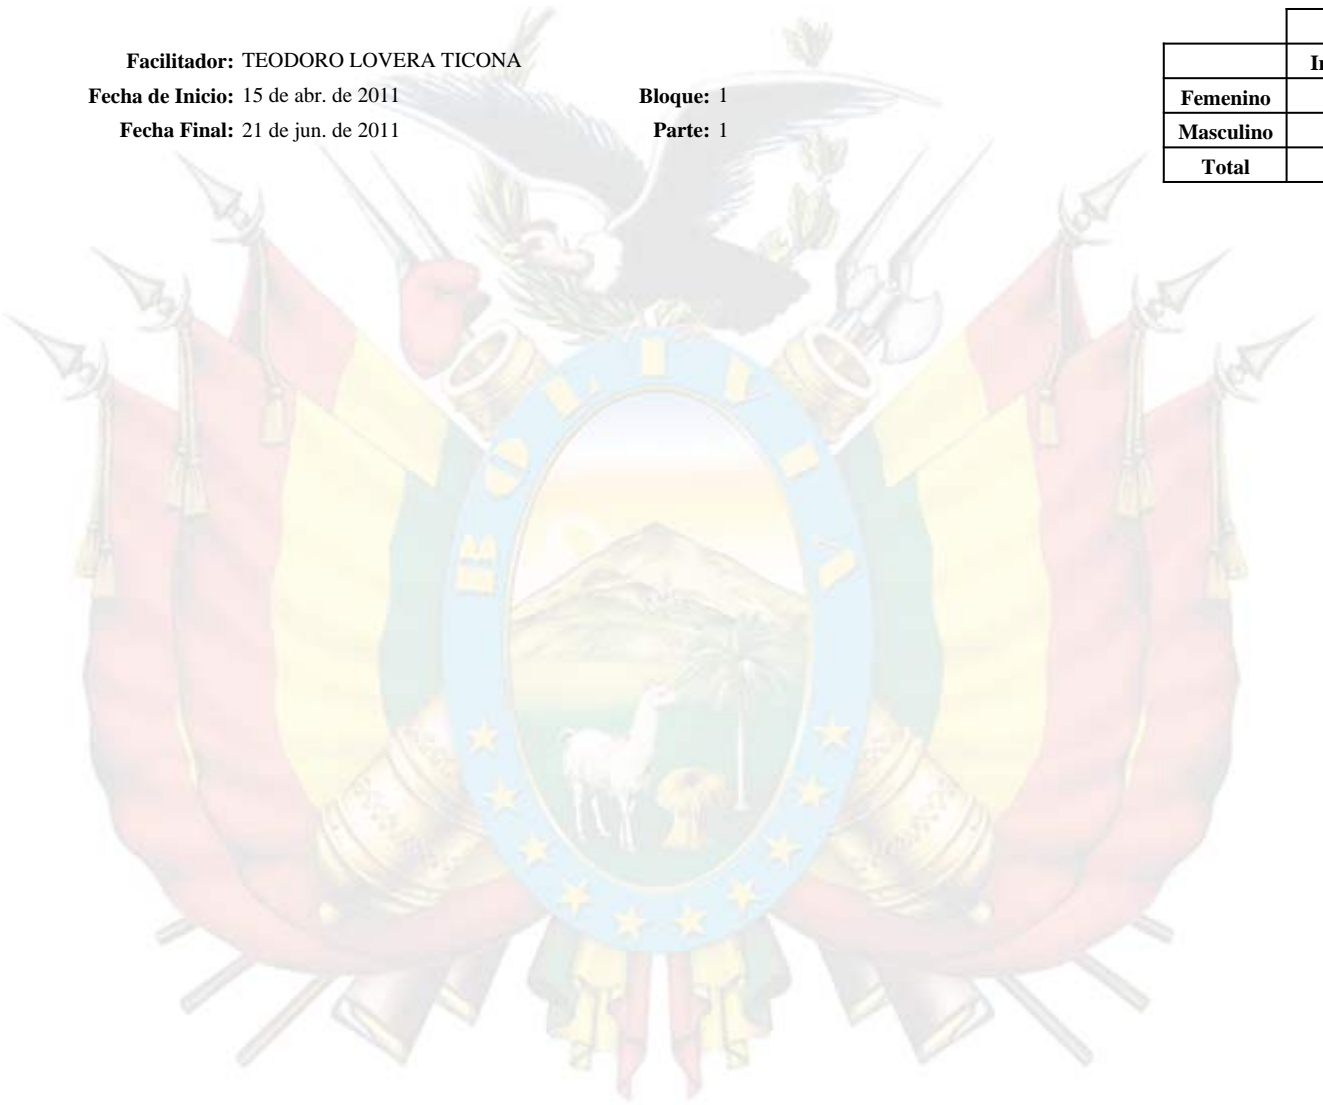 Facilitador: TEODORO LOVERA TICONA
Fecha de Inicio: 15 de abr. de 2011 Bloque: 1
Fecha Final: 21 de jun. de 2011 Parte: 1
Femenino
Masculino
Total
BOLIVIA